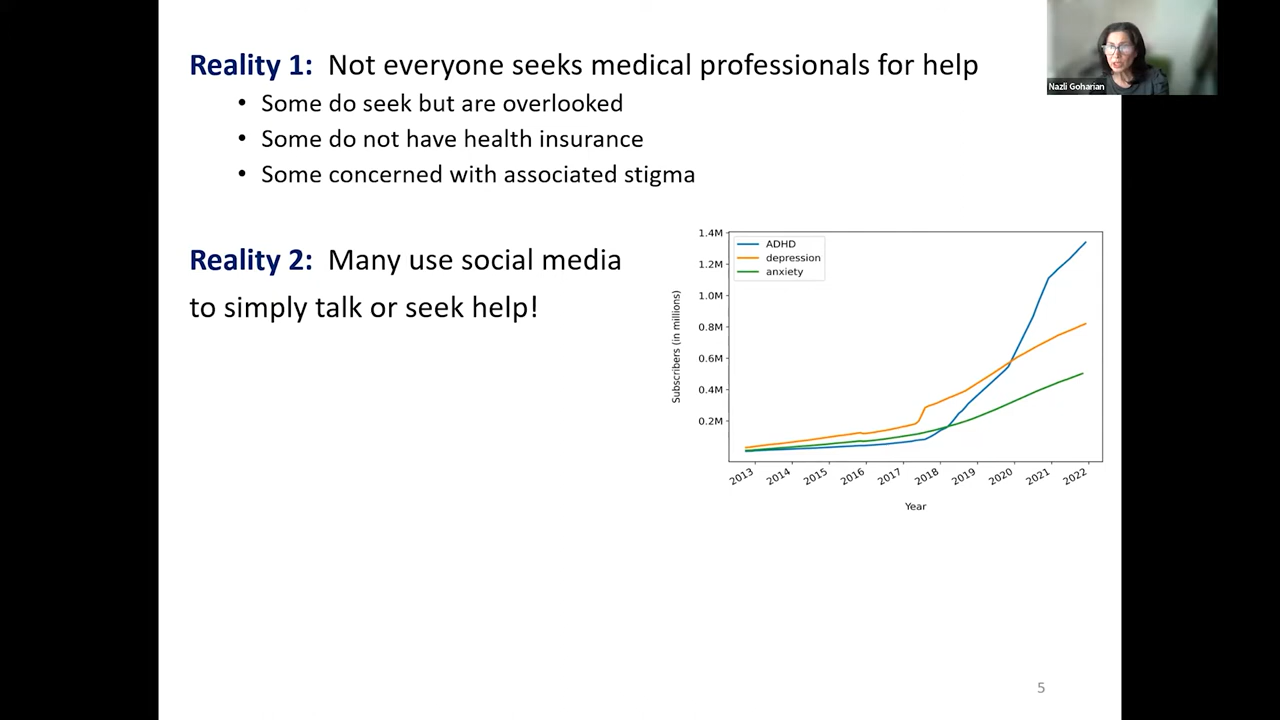 Reality 1: Not everyone seeks medical professionals for help
• Some do seek but are overlooked
• Some do not have health insurance
• Some concerned with associated stigma
Nazli Goharian
Reality 2: Many use social media
to simply talk or seek help!
ADHD
depression
anxiety
Subscribers (in millions)
1.4M
1.2M
1.0M
0.8M
0.6M
0.4M
0.2M
2013 2014 2015 2016 2017 2018 2019 2020 2021 2022
Year
5